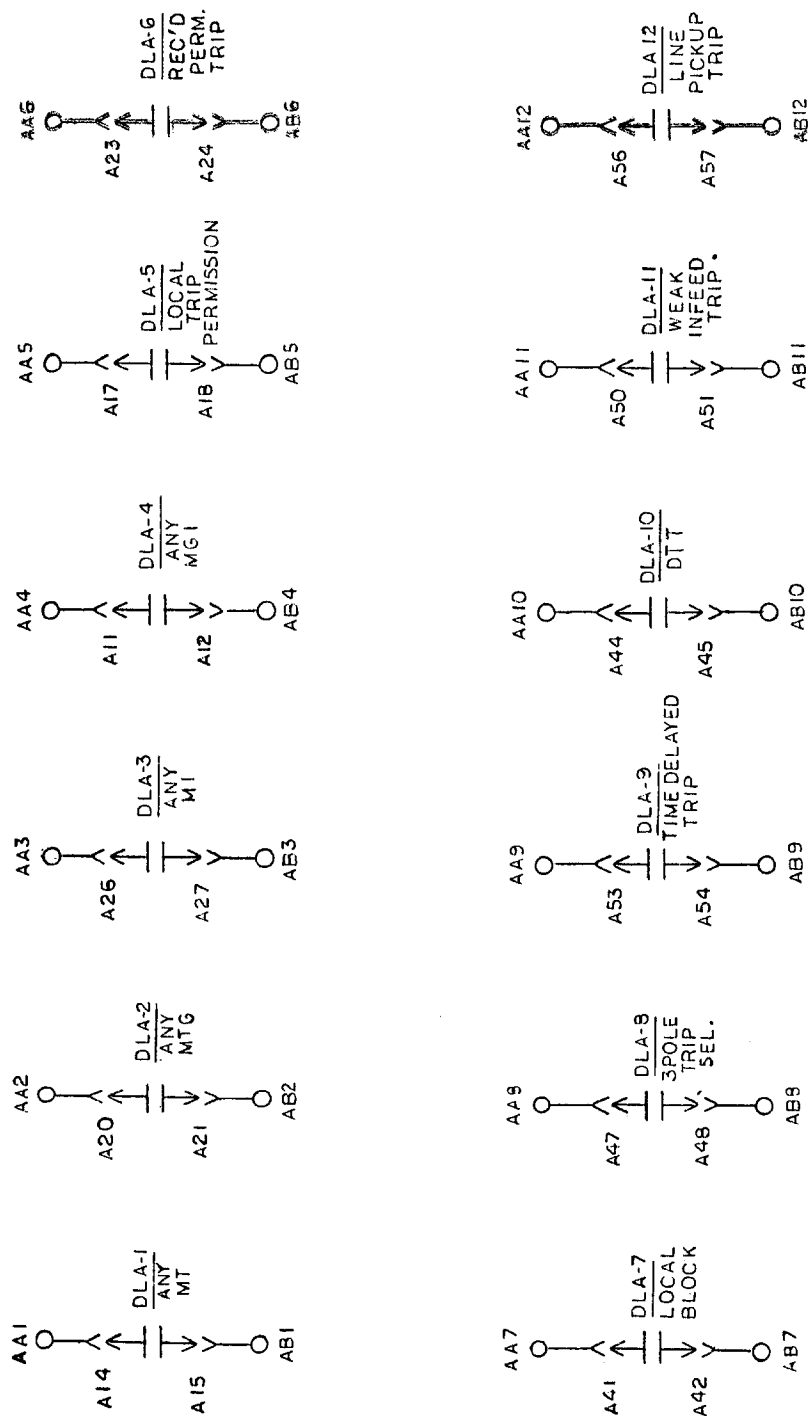 AA1
A14
DLA-1
ANY
MT
A15
AB1
AA2
A20
DLA-2
ANY
MTG
A21
AB2
AA3
A26
DLA-3
ANY
M1
A27
AB3
AA4
A11
DLA-4
ANY
MG1
A12
AB4
AA5
A17
DLA-5
LOCAL
TRIP
PERMISSION
A18
AB5
AA6
A23
DLA-6
REC'D
PERM.
TRIP
A24
AB6
AA7
A41
DLA-7
LOCAL
BLOCK
A42
AB7
AA8
A47
DLA-8
3POLE
TRIP
SEL.
A48
AB8
AA9
A53
DLA-9
TIME DELAYED
TRIP
A54
AB9
AA10
A44
DLA-10
DTT
A45
AB10
AA11
A50
DLA-11
WEAK
INFEED
TRIP.
A51
AB11
AA12
A56
DLA12
LINE
PICKUP
TRIP
A57
AB12